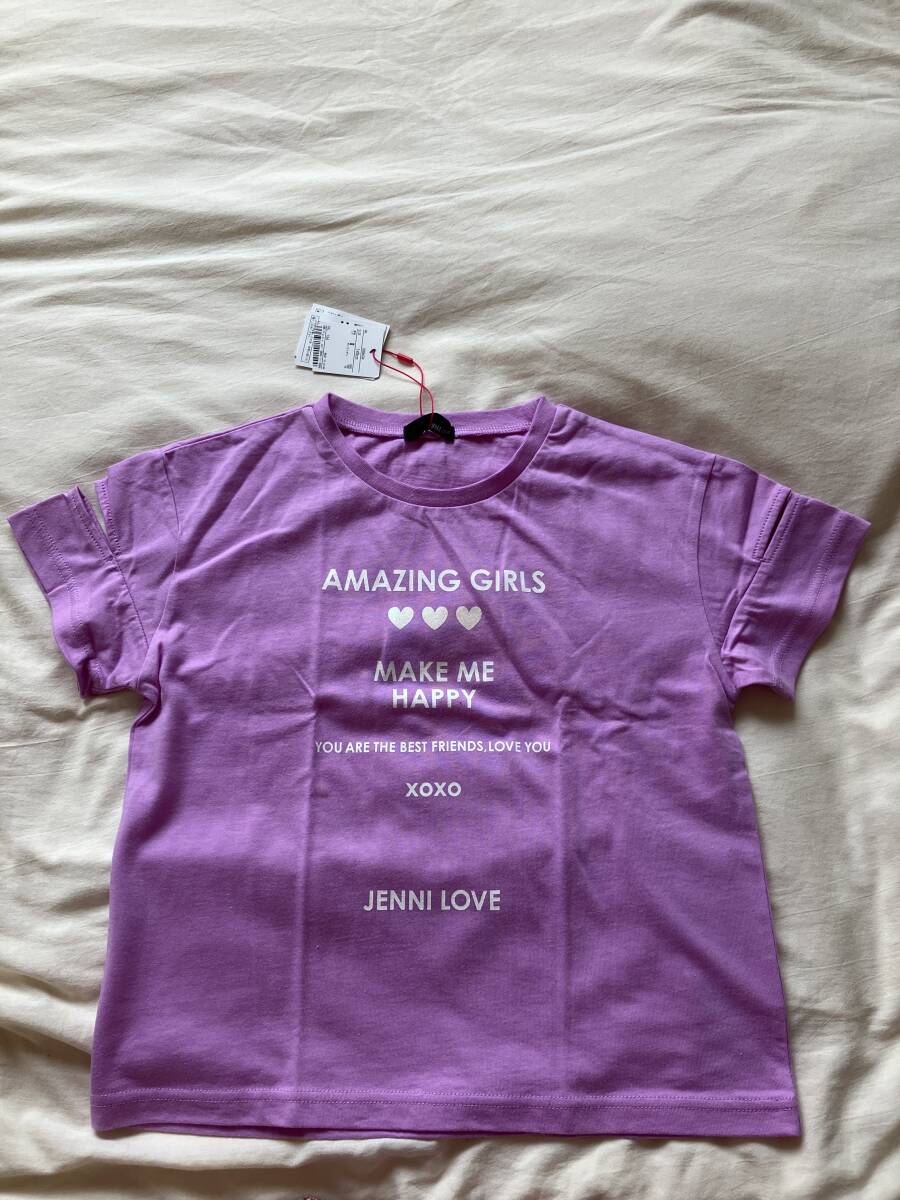 AMAZING GIRLS
MAKE ME
HAPPY
YOU ARE THE BEST FRIENDS,LOVE YOU
XOXO
JENNI LOVE